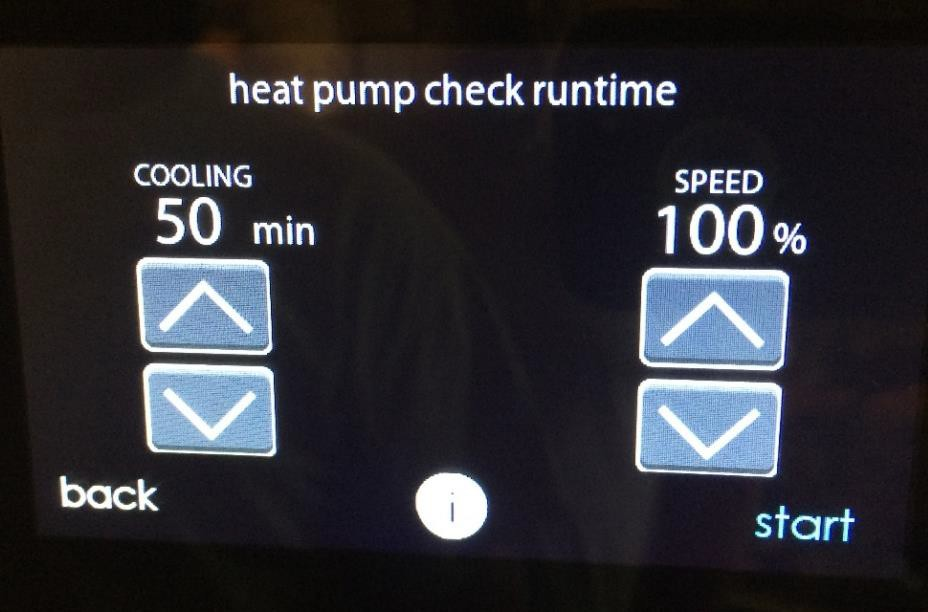 heat pump check runtime
COOLING
50 min
SPEED
100 %
back
i
start